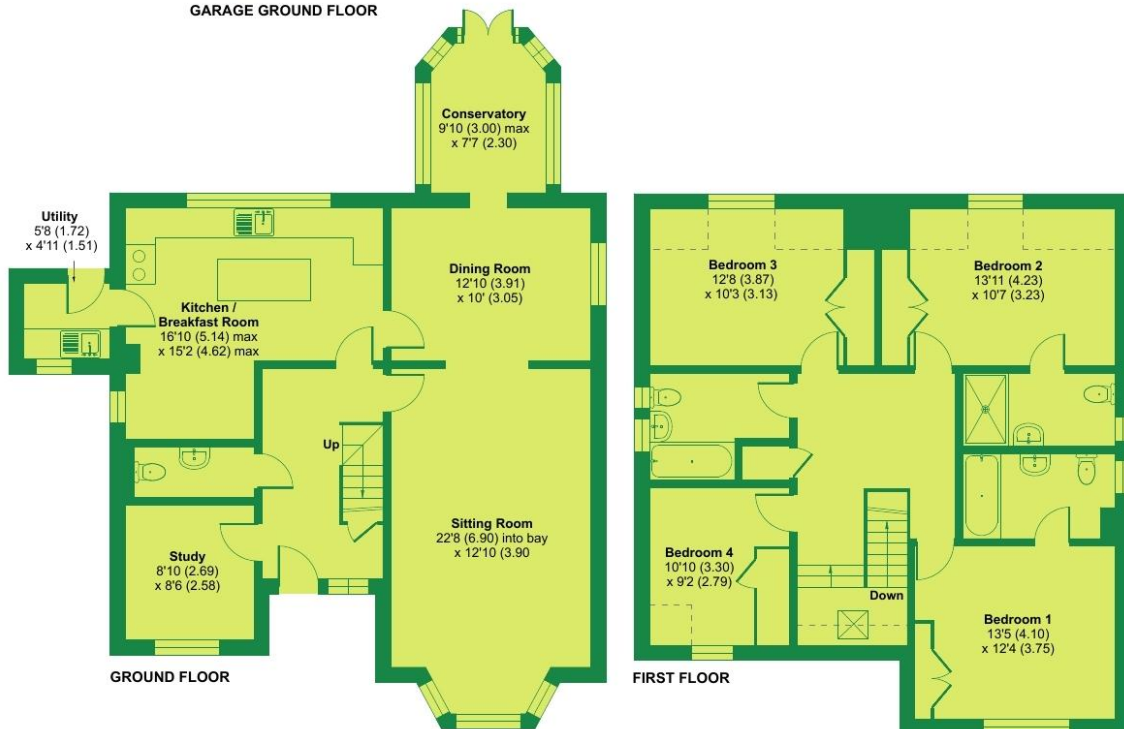 GARAGE GROUND FLOOR
Conservatory
9'10 (3.00) max
x 7'7 (2.30)
Utility
5'8 (1.72)
x 4'11 (1.51)
Kitchen /
Breakfast Room
16'10 (5.14) max
x 15'2 (4.62) max
Dining Room
12'10 (3.91)
x 10' (3.05)
Up
Sitting Room
22'8 (6.90) into bay
x 12'10 (3.90
Study
8'10 (2.69)
x 8'6 (2.58)
GROUND FLOOR
Bedroom 3
12'8 (3.87)
x 10'3 (3.13)
Bedroom 2
13'11 (4.23)
x 10'7 (3.23)
Bedroom 4
10'10 (3.30)
x 9'2 (2.79)
Down
Bedroom 1
13'5 (4.10)
x 12'4 (3.75)
FIRST FLOOR